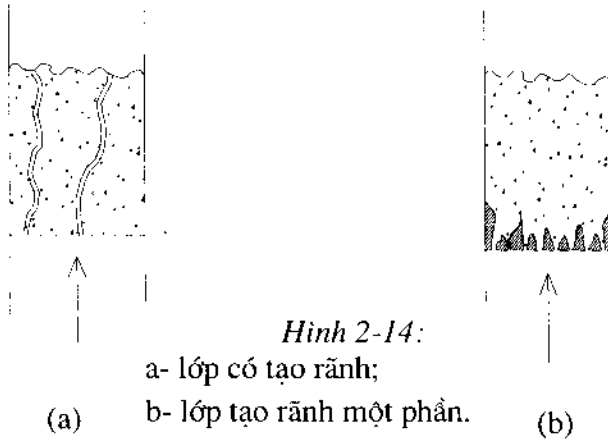 Hình 2-14:
a- lớp có tạo rãnh;
(a) b- lớp tạo rãnh một phần. (b)